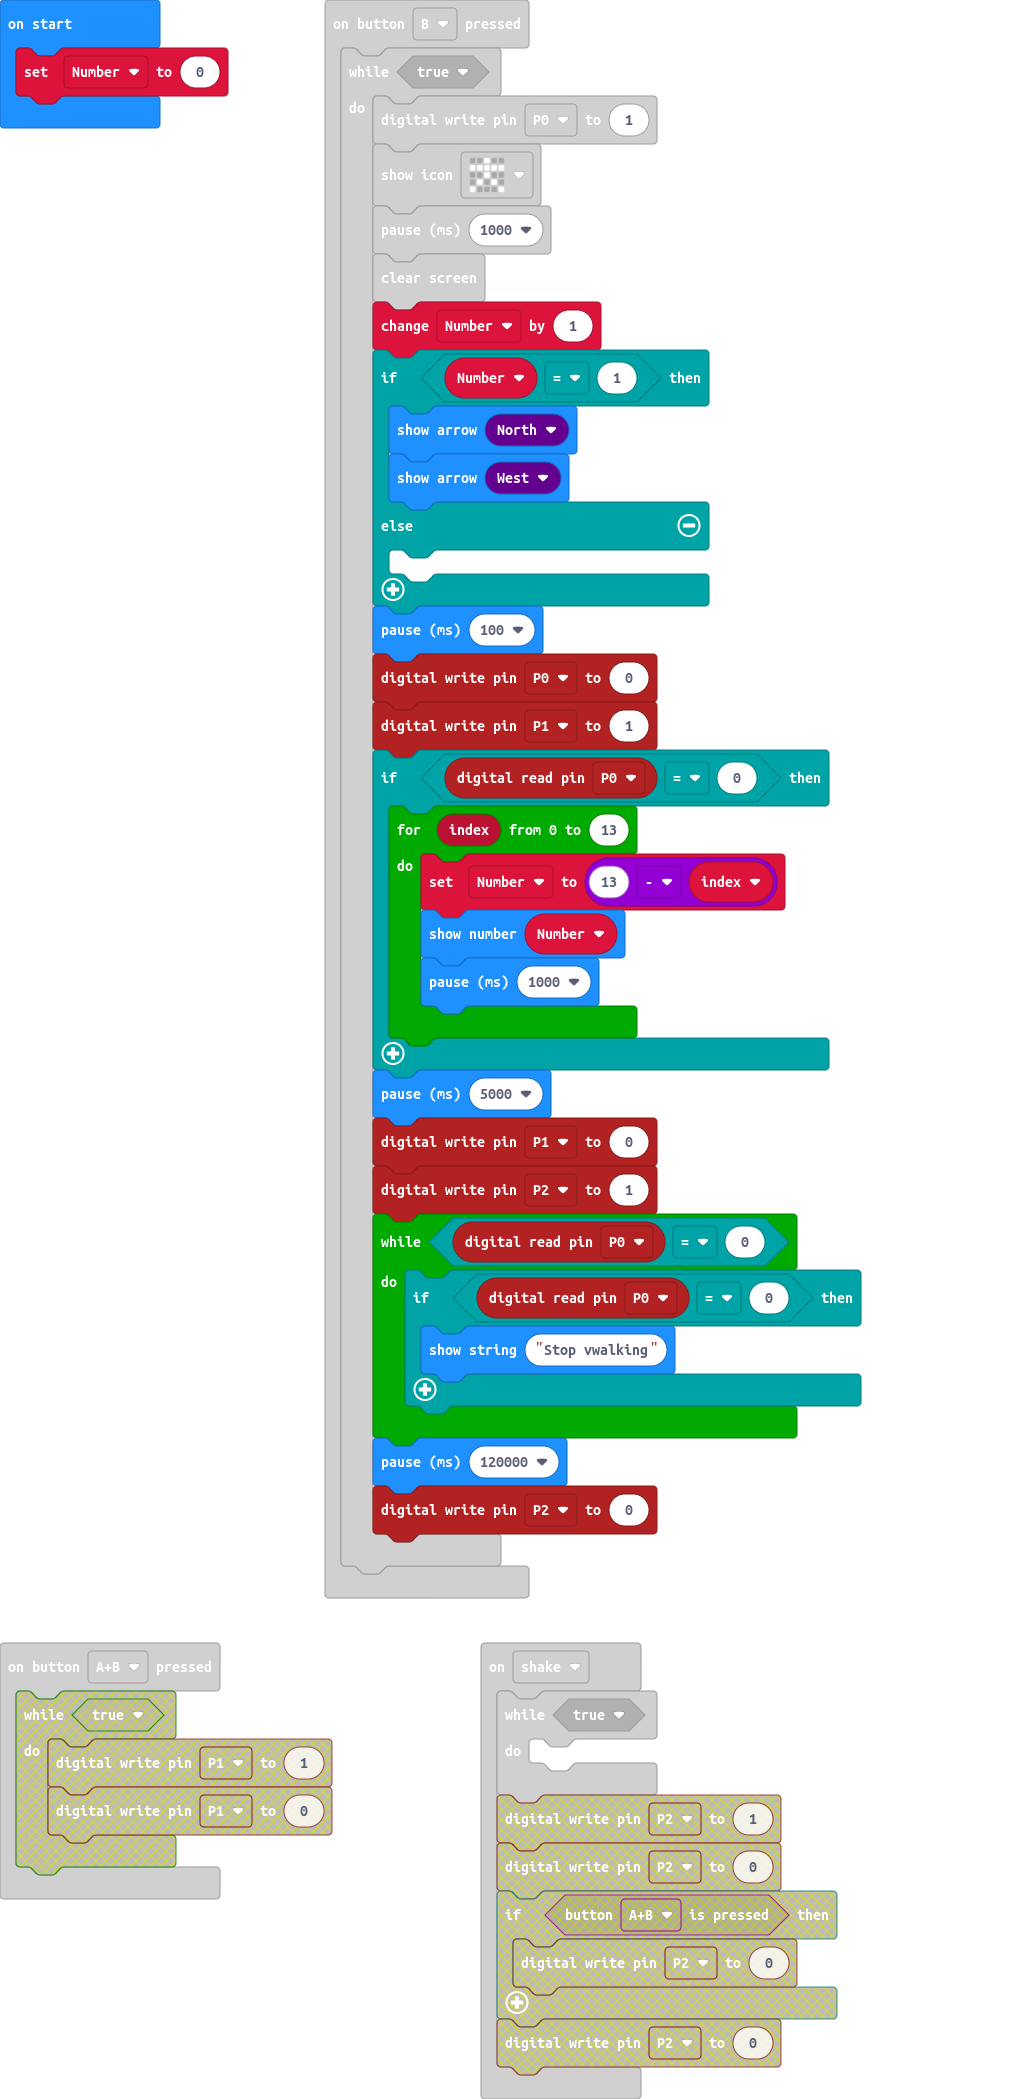 on start
set Number to 0
on button B pressed
while true
do
digital write pin P0 to 1
show icon
pause (ms) 1000
clear screen
change Number by 1
if Number = 1 then
show arrow North
show arrow West
else
pause (ms) 100
digital write pin P0 to 0
digital write pin P1 to 1
if digital read pin P0 = 0 then
for index from 0 to 13
do
set Number to 13 - index
show number Number
pause (ms) 1000
pause (ms) 5000
digital write pin P1 to 0
digital write pin P2 to 1
while digital read pin P0 = 0
do
if digital read pin P0 = 0 then
show string "Stop vwalking"
pause (ms) 120000
digital write pin P2 to 0
on button A+B pressed
while true
do
digital write pin P1 to 1
digital write pin P1 to 0
on shake
while true
do
digital write pin P2 to 1
digital write pin P2 to 0
if button A+B is pressed then
digital write pin P2 to 0
digital write pin P2 to 0